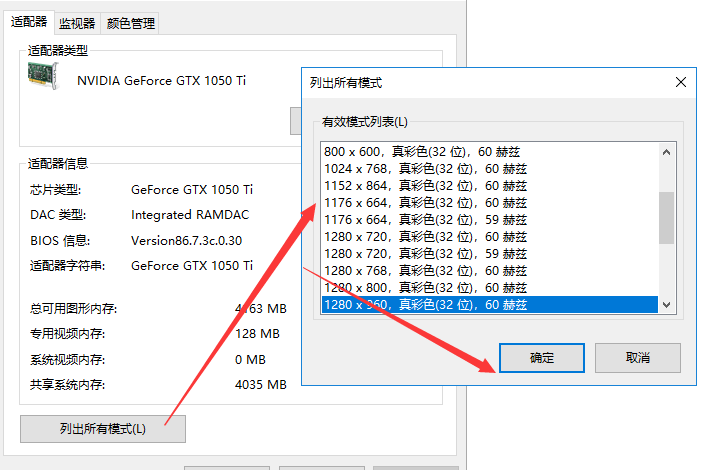 适配器 监视器 颜色管理
适配器类型
NVIDIA GeForce GTX 1050 Ti
适配器信息
芯片类型: GeForce GTX 1050 Ti
DAC 类型: Integrated RAMDAC
BIOS 信息: Version86.7.3c.0.30
适配器字符串: GeForce GTX 1050 Ti
总可用图形内存: 4163 MB
专用视频内存: 128 MB
系统视频内存: 0 MB
共享系统内存: 4035 MB
列出所有模式(L)
列出所有模式
有效模式列表(L)
800 x 600，真彩色(32 位)，60 赫兹
1024 x 768，真彩色(32 位)，60 赫兹
1152 x 864，真彩色(32 位)，60 赫兹
1176 x 664，真彩色(32 位)，60 赫兹
1176 x 664，真彩色(32 位)，59 赫兹
1280 x 720，真彩色(32 位)，60 赫兹
1280 x 720，真彩色(32 位)，59 赫兹
1280 x 768，真彩色(32 位)，60 赫兹
1280 x 800，真彩色(32 位)，60 赫兹
1280 x 960，真彩色(32 位)，60 赫兹
确定 取消